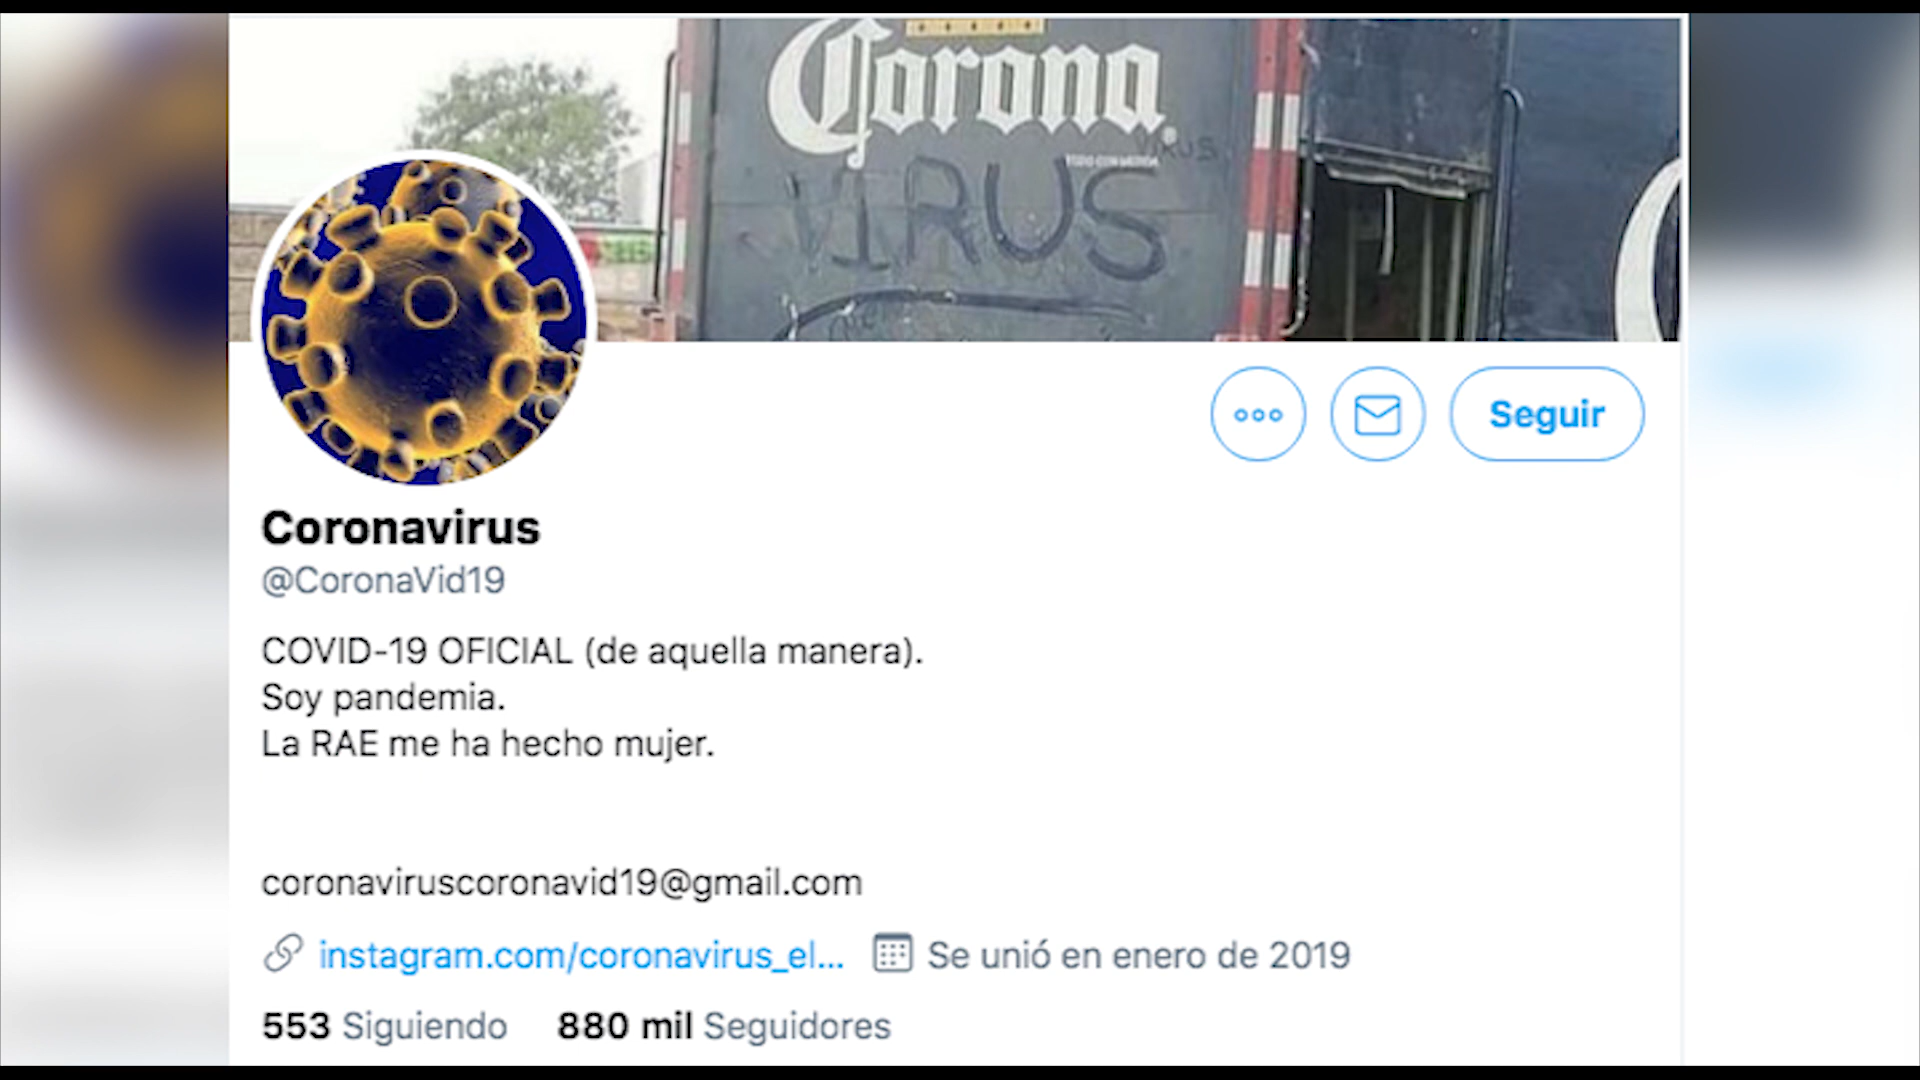 Corona
VIRUS
VIRUS
Seguir
Coronavirus
@CoronaVid19
COVID-19 OFICIAL (de aquella manera).
Soy pandemia.
La RAE me ha hecho mujer.
coronaviruscoronavid19@gmail.com
instagram.com/coronavirus_el...
Se unió en enero de 2019
553 Siguiendo 880 mil Seguidores